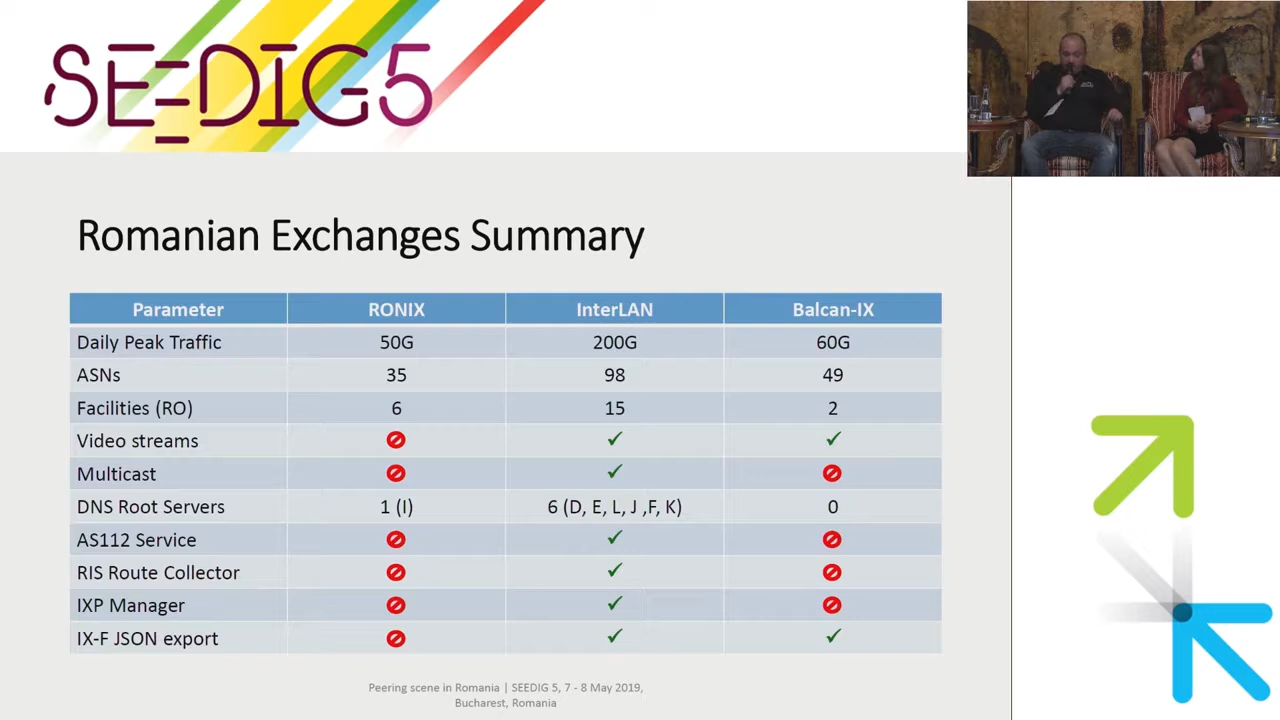 SEEDIG5
Romanian Exchanges Summary
Parameter RONIX InterLAN Balcan-IX
Daily Peak Traffic 50G 200G 60G
ASNs 35 98 49
Facilities (RO) 6 15 2
Video streams ✓ ✓
Multicast ✓
DNS Root Servers 1 (I) 6 (D, E, L, J ,F, K) 0
AS112 Service ✓
RIS Route Collector ✓
IXP Manager ✓
IX-F JSON export ✓ ✓
Peering scene in Romania | SEEDIG 5, 7 - 8 May 2019,
Bucharest, Romania